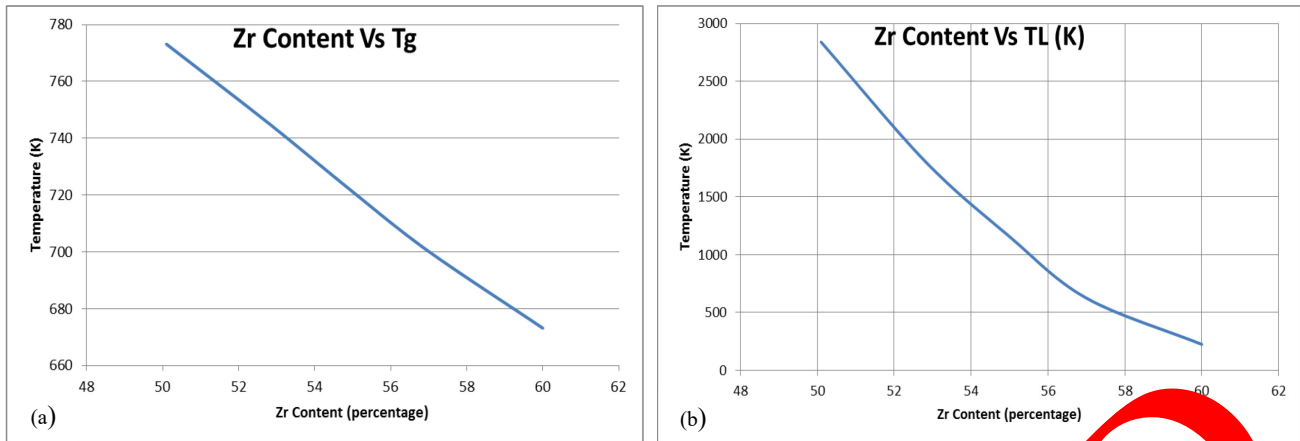 Zr Content Vs Tg
Temperature (K)
780
760
740
720
700
680
660
48 50 52 54 56 58 60 62
Zr Content (percentage)
(a)
Zr Content Vs TL (K)
Temperature (K)
3000
2500
2000
1500
1000
500
0
48 50 52 54 56 58 60 62
Zr Content (percentage)
(b)